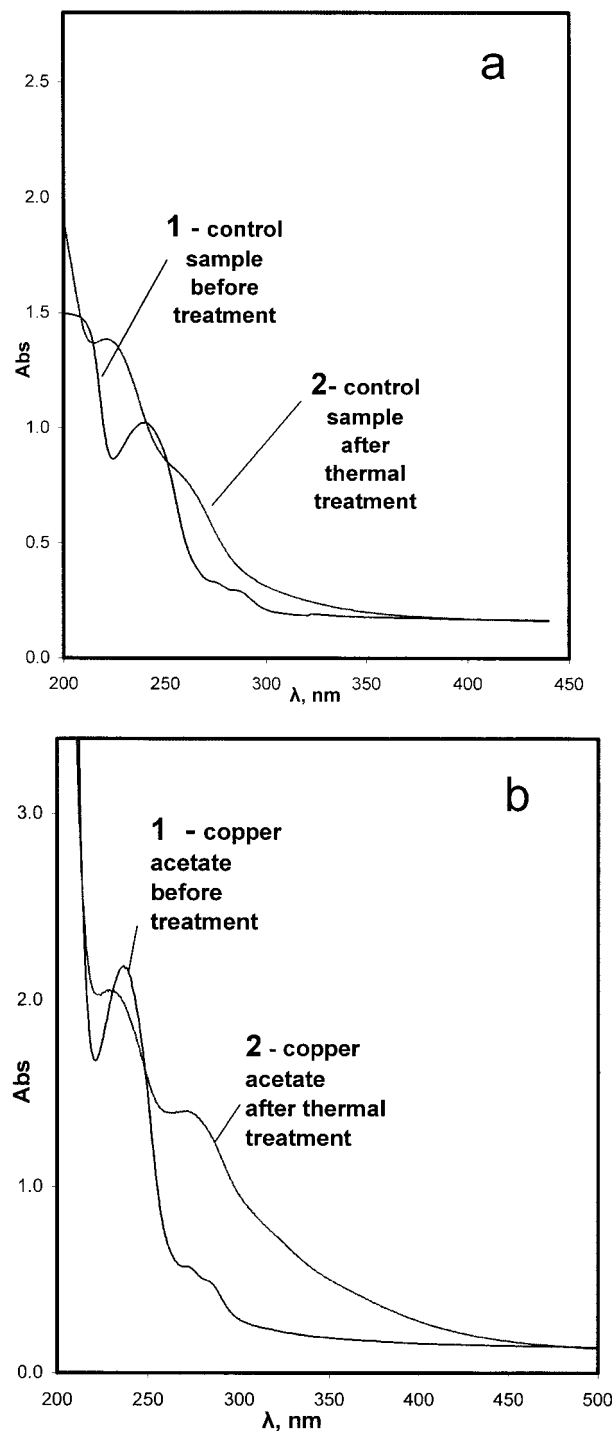 a
2.5
2.0
1.5
1.0
0.5
0.0
Abs
1 - control
sample
before
treatment
2- control
sample
after
thermal
treatment
200 250 300 350 400 450
λ, nm
b
3.0
2.0
1.0
0.0
Abs
1 - copper
acetate
before
treatment
2 - copper
acetate
after thermal
treatment
200 250 300 350 400 450 500
λ, nm